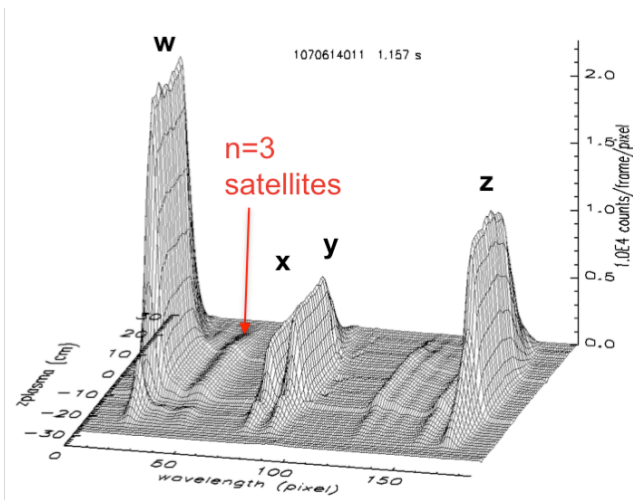 w
1070614011 1.157 s
n=3
satellites
x
y
z
2.0
1.5
1.0
0.5
0.0
1.0E4 counts/frame/pixel
30
20
10
0
-10
-20
-30
zplasma (cm)
0
50
100
150
wavelength (pixel)